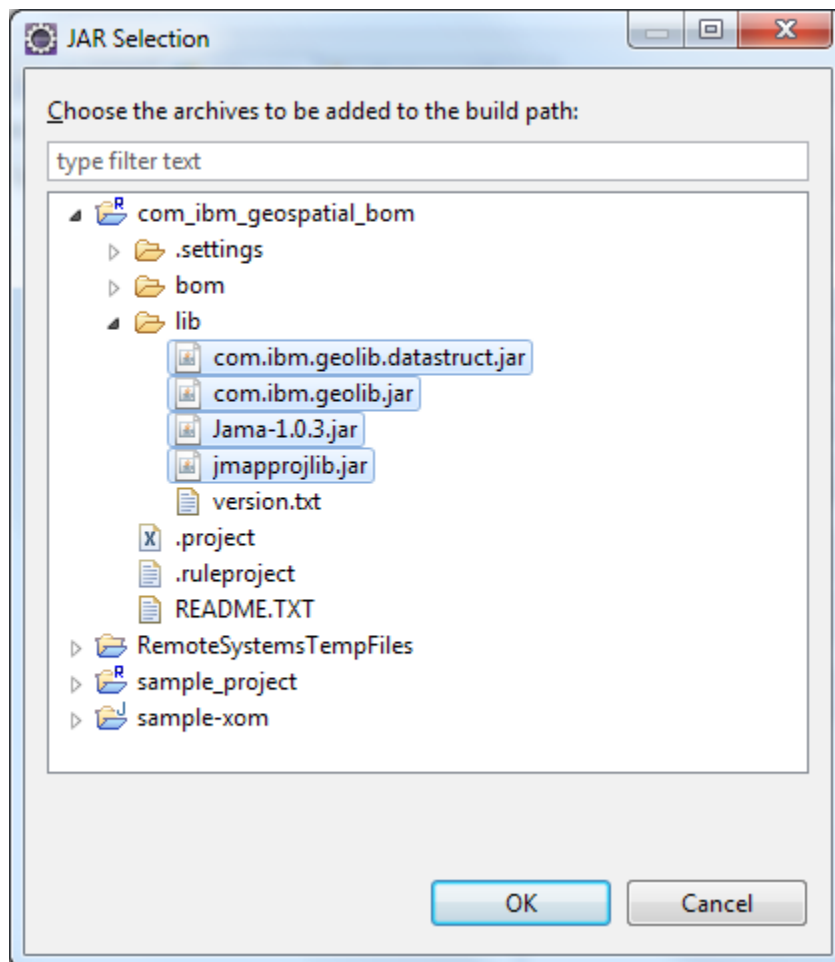 JAR Selection
Choose the archives to be added to the build path:
type filter text
com_ibm_geospatial_bom
.settings
bom
lib
com.ibm.geolib.datastruct.jar
com.ibm.geolib.jar
Jama-1.0.3.jar
jmapprojlib.jar
version.txt
.project
.ruleproject
README.TXT
RemoteSystemsTempFiles
sample_project
sample-xom
OK Cancel